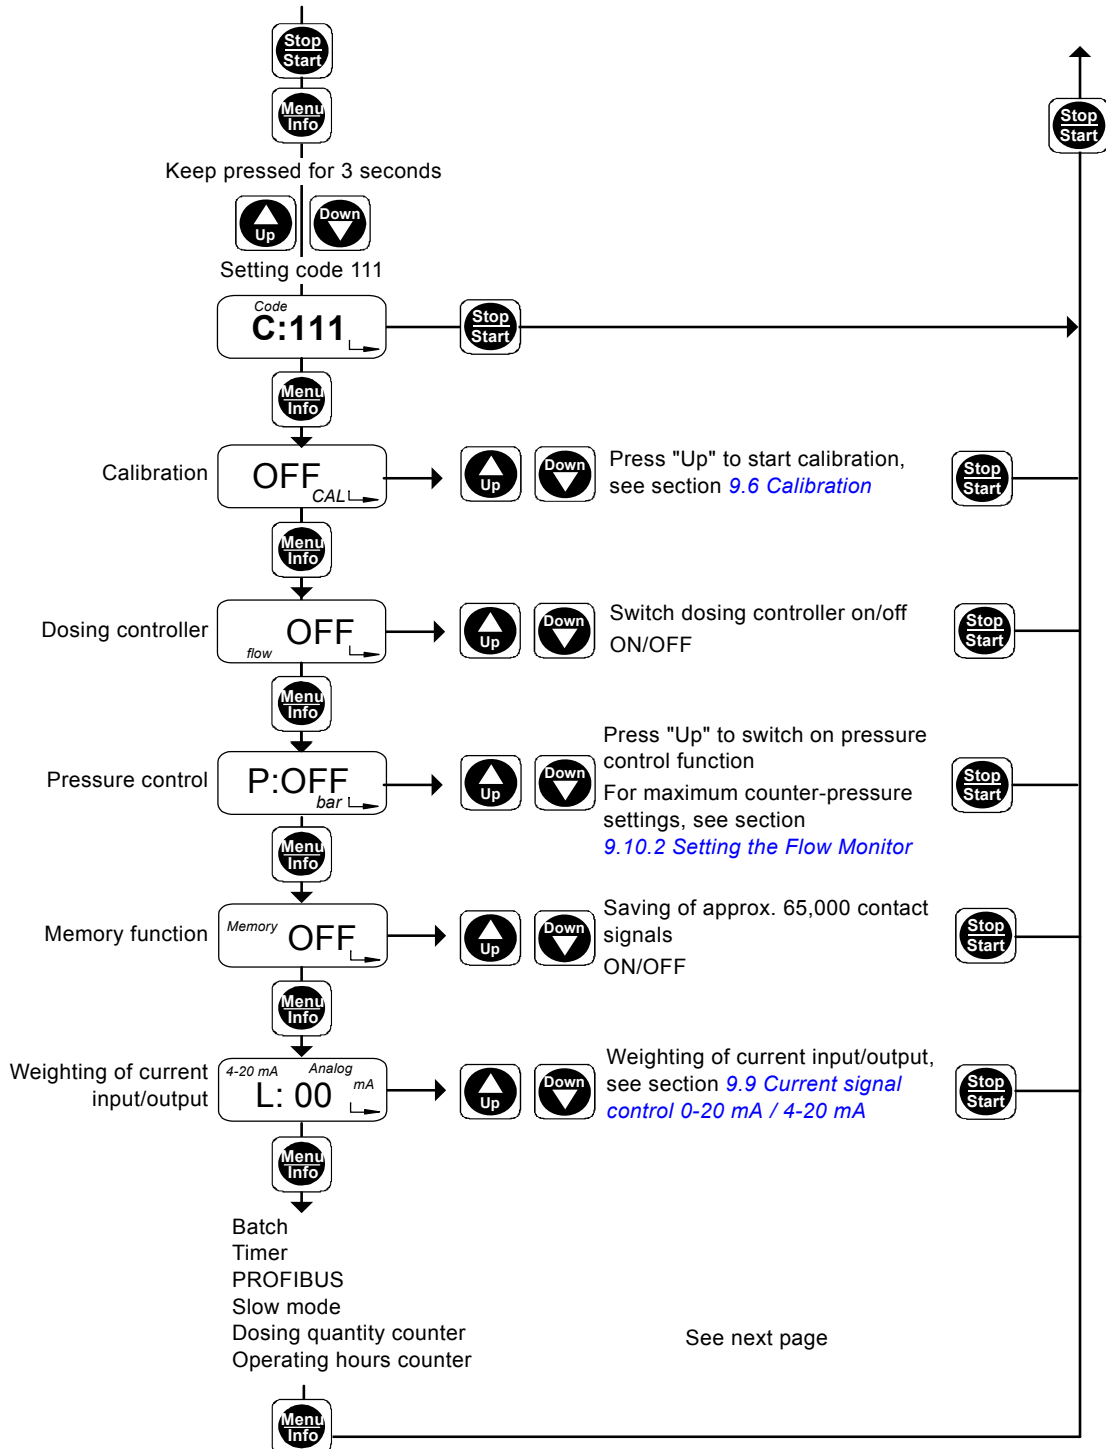 Stop
Start
Menu
Info
Stop
Start
Keep pressed for 3 seconds
Up
Down
Setting code 111
Code
C:111
Stop
Start
Menu
Info
Calibration
OFF
CAL
Up
Down
Press "Up" to start calibration,
see section 9.6 Calibration
Stop
Start
Menu
Info
Dosing controller
OFF
flow
Up
Down
Switch dosing controller on/off
ON/OFF
Stop
Start
Menu
Info
Pressure control
P:OFF
bar
Up
Down
Press "Up" to switch on pressure
control function
For maximum counter-pressure
settings, see section
9.10.2 Setting the Flow Monitor
Stop
Start
Menu
Info
Memory function
Memory
OFF
Up
Down
Saving of approx. 65,000 contact
signals
ON/OFF
Stop
Start
Menu
Info
Weighting of current
input/output
4-20 mA
Analog
mA
L: 00
Up
Down
Weighting of current input/output,
see section 9.9 Current signal
control 0-20 mA / 4-20 mA
Stop
Start
Menu
Info
Batch
Timer
PROFIBUS
Slow mode
Dosing quantity counter
Operating hours counter
See next page
Menu
Info